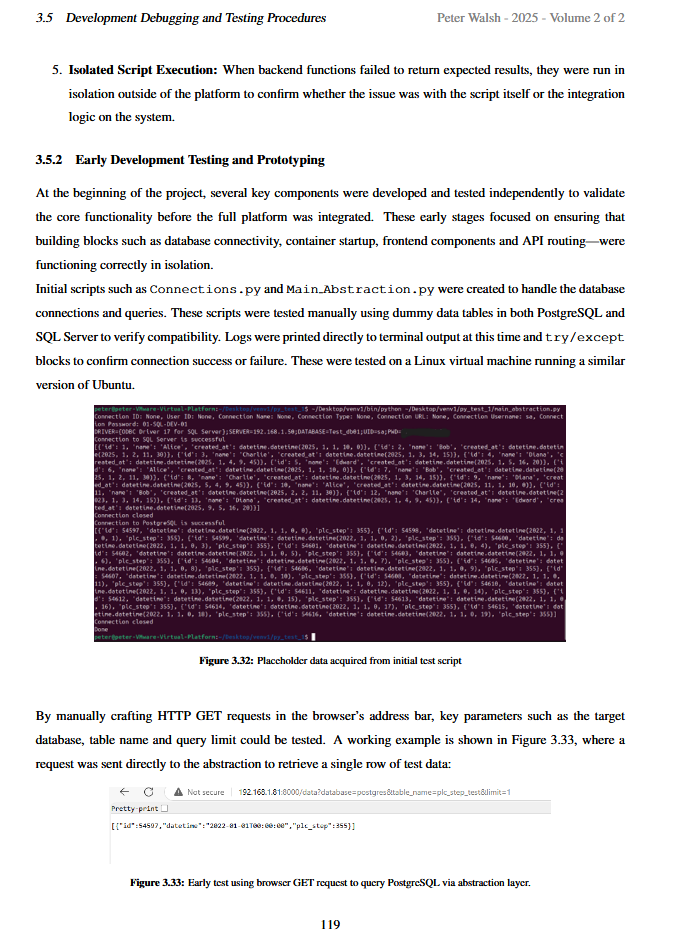 3.5 Development Debugging and Testing Procedures Peter Walsh - 2025 - Volume 2 of 2
5. Isolated Script Execution: When backend functions failed to return expected results, they were run in
isolation outside of the platform to confirm whether the issue was with the script itself or the integration
logic on the system.
3.5.2 Early Development Testing and Prototyping
At the beginning of the project, several key components were developed and tested independently to validate
the core functionality before the full platform was integrated. These early stages focused on ensuring that
building blocks such as database connectivity, container startup, frontend components and API routing—were
functioning correctly in isolation.
Initial scripts such as Connections.py and Main_Abstraction.py were created to handle the database
connections and queries. These scripts were tested manually using dummy data tables in both PostgreSQL and
SQL Server to verify compatibility. Logs were printed directly to terminal output at this time and try/except
blocks to confirm connection success or failure. These were tested on a Linux virtual machine running a similar
version of Ubuntu.
peter@peter-VMware-Virtual-Platform:~/Desktop/venv1/py_test_1$ ~/Desktop/venv1/bin/python ~/Desktop/venv1/py_test_1/main_abstraction.py
Connection ID: None, User ID: None, Connection Name: None, Connection Type: None, Connection URL: None, Connection Username: sa, Connect
ion Password: 01-SQL-DEV-01
DRIVER={ODBC Driver 17 for SQL Server};SERVER=192.168.1.50;DATABASE=Test_db01;UID=sa;PWD=
Connection to SQL Server is successful
[{'id': 1, 'name': 'Alice', 'created_at': datetime.datetime(2025, 1, 1, 10, 0)}, {'id': 2, 'name': 'Bob', 'created_at': datetime.datetim
e(2025, 1, 2, 11, 30)}, {'id': 3, 'name': 'Charlie', 'created_at': datetime.datetime(2025, 1, 3, 14, 15)}, {'id': 4, 'name': 'Diana', 'c
reated_at': datetime.datetime(2025, 1, 4, 9, 45)}, {'id': 5, 'name': 'Edward', 'created_at': datetime.datetime(2025, 1, 5, 16, 20)}, {'i
d': 6, 'name': 'Alice', 'created_at': datetime.datetime(2025, 1, 1, 10, 0)}, {'id': 7, 'name': 'Bob', 'created_at': datetime.datetime(20
25, 1, 2, 11, 30)}, {'id': 8, 'name': 'Charlie', 'created_at': datetime.datetime(2025, 1, 3, 14, 15)}, {'id': 9, 'name': 'Diana', 'creat
ed_at': datetime.datetime(2025, 5, 4, 9, 45)}, {'id': 10, 'name': 'Alice', 'created_at': datetime.datetime(2025, 11, 1, 10, 0)}, {'id':
11, 'name': 'Bob', 'created_at': datetime.datetime(2025, 2, 2, 11, 30)}, {'id': 12, 'name': 'Charlie', 'created_at': datetime.datetime(2
023, 1, 3, 14, 15)}, {'id': 13, 'name': 'Diana', 'created_at': datetime.datetime(2025, 1, 4, 9, 45)}, {'id': 14, 'name': 'Edward', 'crea
ted_at': datetime.datetime(2025, 9, 5, 16, 20)}]
Connection closed
Connection to PostgreSQL is successful
[{'id': 54597, 'datetime': datetime.datetime(2022, 1, 1, 0, 0), 'plc_step': 355}, {'id': 54598, 'datetime': datetime.datetime(2022, 1, 1
, 0, 1), 'plc_step': 355}, {'id': 54599, 'datetime': datetime.datetime(2022, 1, 1, 0, 2), 'plc_step': 355}, {'id': 54600, 'datetime': da
tetime.datetime(2022, 1, 1, 0, 3), 'plc_step': 355}, {'id': 54601, 'datetime': datetime.datetime(2022, 1, 1, 0, 4), 'plc_step': 355}, {'
id': 54602, 'datetime': datetime.datetime(2022, 1, 1, 0, 5), 'plc_step': 355}, {'id': 54603, 'datetime': datetime.datetime(2022, 1, 1, 0
, 6), 'plc_step': 355}, {'id': 54604, 'datetime': datetime.datetime(2022, 1, 1, 0, 7), 'plc_step': 355}, {'id': 54605, 'datetime': datet
ime.datetime(2022, 1, 1, 0, 8), 'plc_step': 355}, {'id': 54606, 'datetime': datetime.datetime(2022, 1, 1, 0, 9), 'plc_step': 355}, {'id'
: 54607, 'datetime': datetime.datetime(2022, 1, 1, 0, 10), 'plc_step': 355}, {'id': 54608, 'datetime': datetime.datetime(2022, 1, 1, 0,
11), 'plc_step': 355}, {'id': 54609, 'datetime': datetime.datetime(2022, 1, 1, 0, 12), 'plc_step': 355}, {'id': 54610, 'datetime': datet
ime.datetime(2022, 1, 1, 0, 13), 'plc_step': 355}, {'id': 54611, 'datetime': datetime.datetime(2022, 1, 1, 0, 14), 'plc_step': 355}, {'i
d': 54612, 'datetime': datetime.datetime(2022, 1, 1, 0, 15), 'plc_step': 355}, {'id': 54613, 'datetime': datetime.datetime(2022, 1, 1, 0
, 16), 'plc_step': 355}, {'id': 54614, 'datetime': datetime.datetime(2022, 1, 1, 0, 17), 'plc_step': 355}, {'id': 54615, 'datetime': dat
etime.datetime(2022, 1, 1, 0, 18), 'plc_step': 355}, {'id': 54616, 'datetime': datetime.datetime(2022, 1, 1, 0, 19), 'plc_step': 355}]
Connection closed
Done
peter@peter-VMware-Virtual-Platform:~/Desktop/venv1/py_test_1$
Figure 3.32: Placeholder data acquired from initial test script
By manually crafting HTTP GET requests in the browser's address bar, key parameters such as the target
database, table name and query limit could be tested. A working example is shown in Figure 3.33, where a
request was sent directly to the abstraction to retrieve a single row of test data:
Not secure 192.168.1.81:8000/data?database=postgres&table_name=plc_step_test&limit=1
Pretty-print
[{"id":54597,"datetime":"2022-01-01T00:00:00","plc_step":355}]
Figure 3.33: Early test using browser GET request to query PostgreSQL via abstraction layer.
119